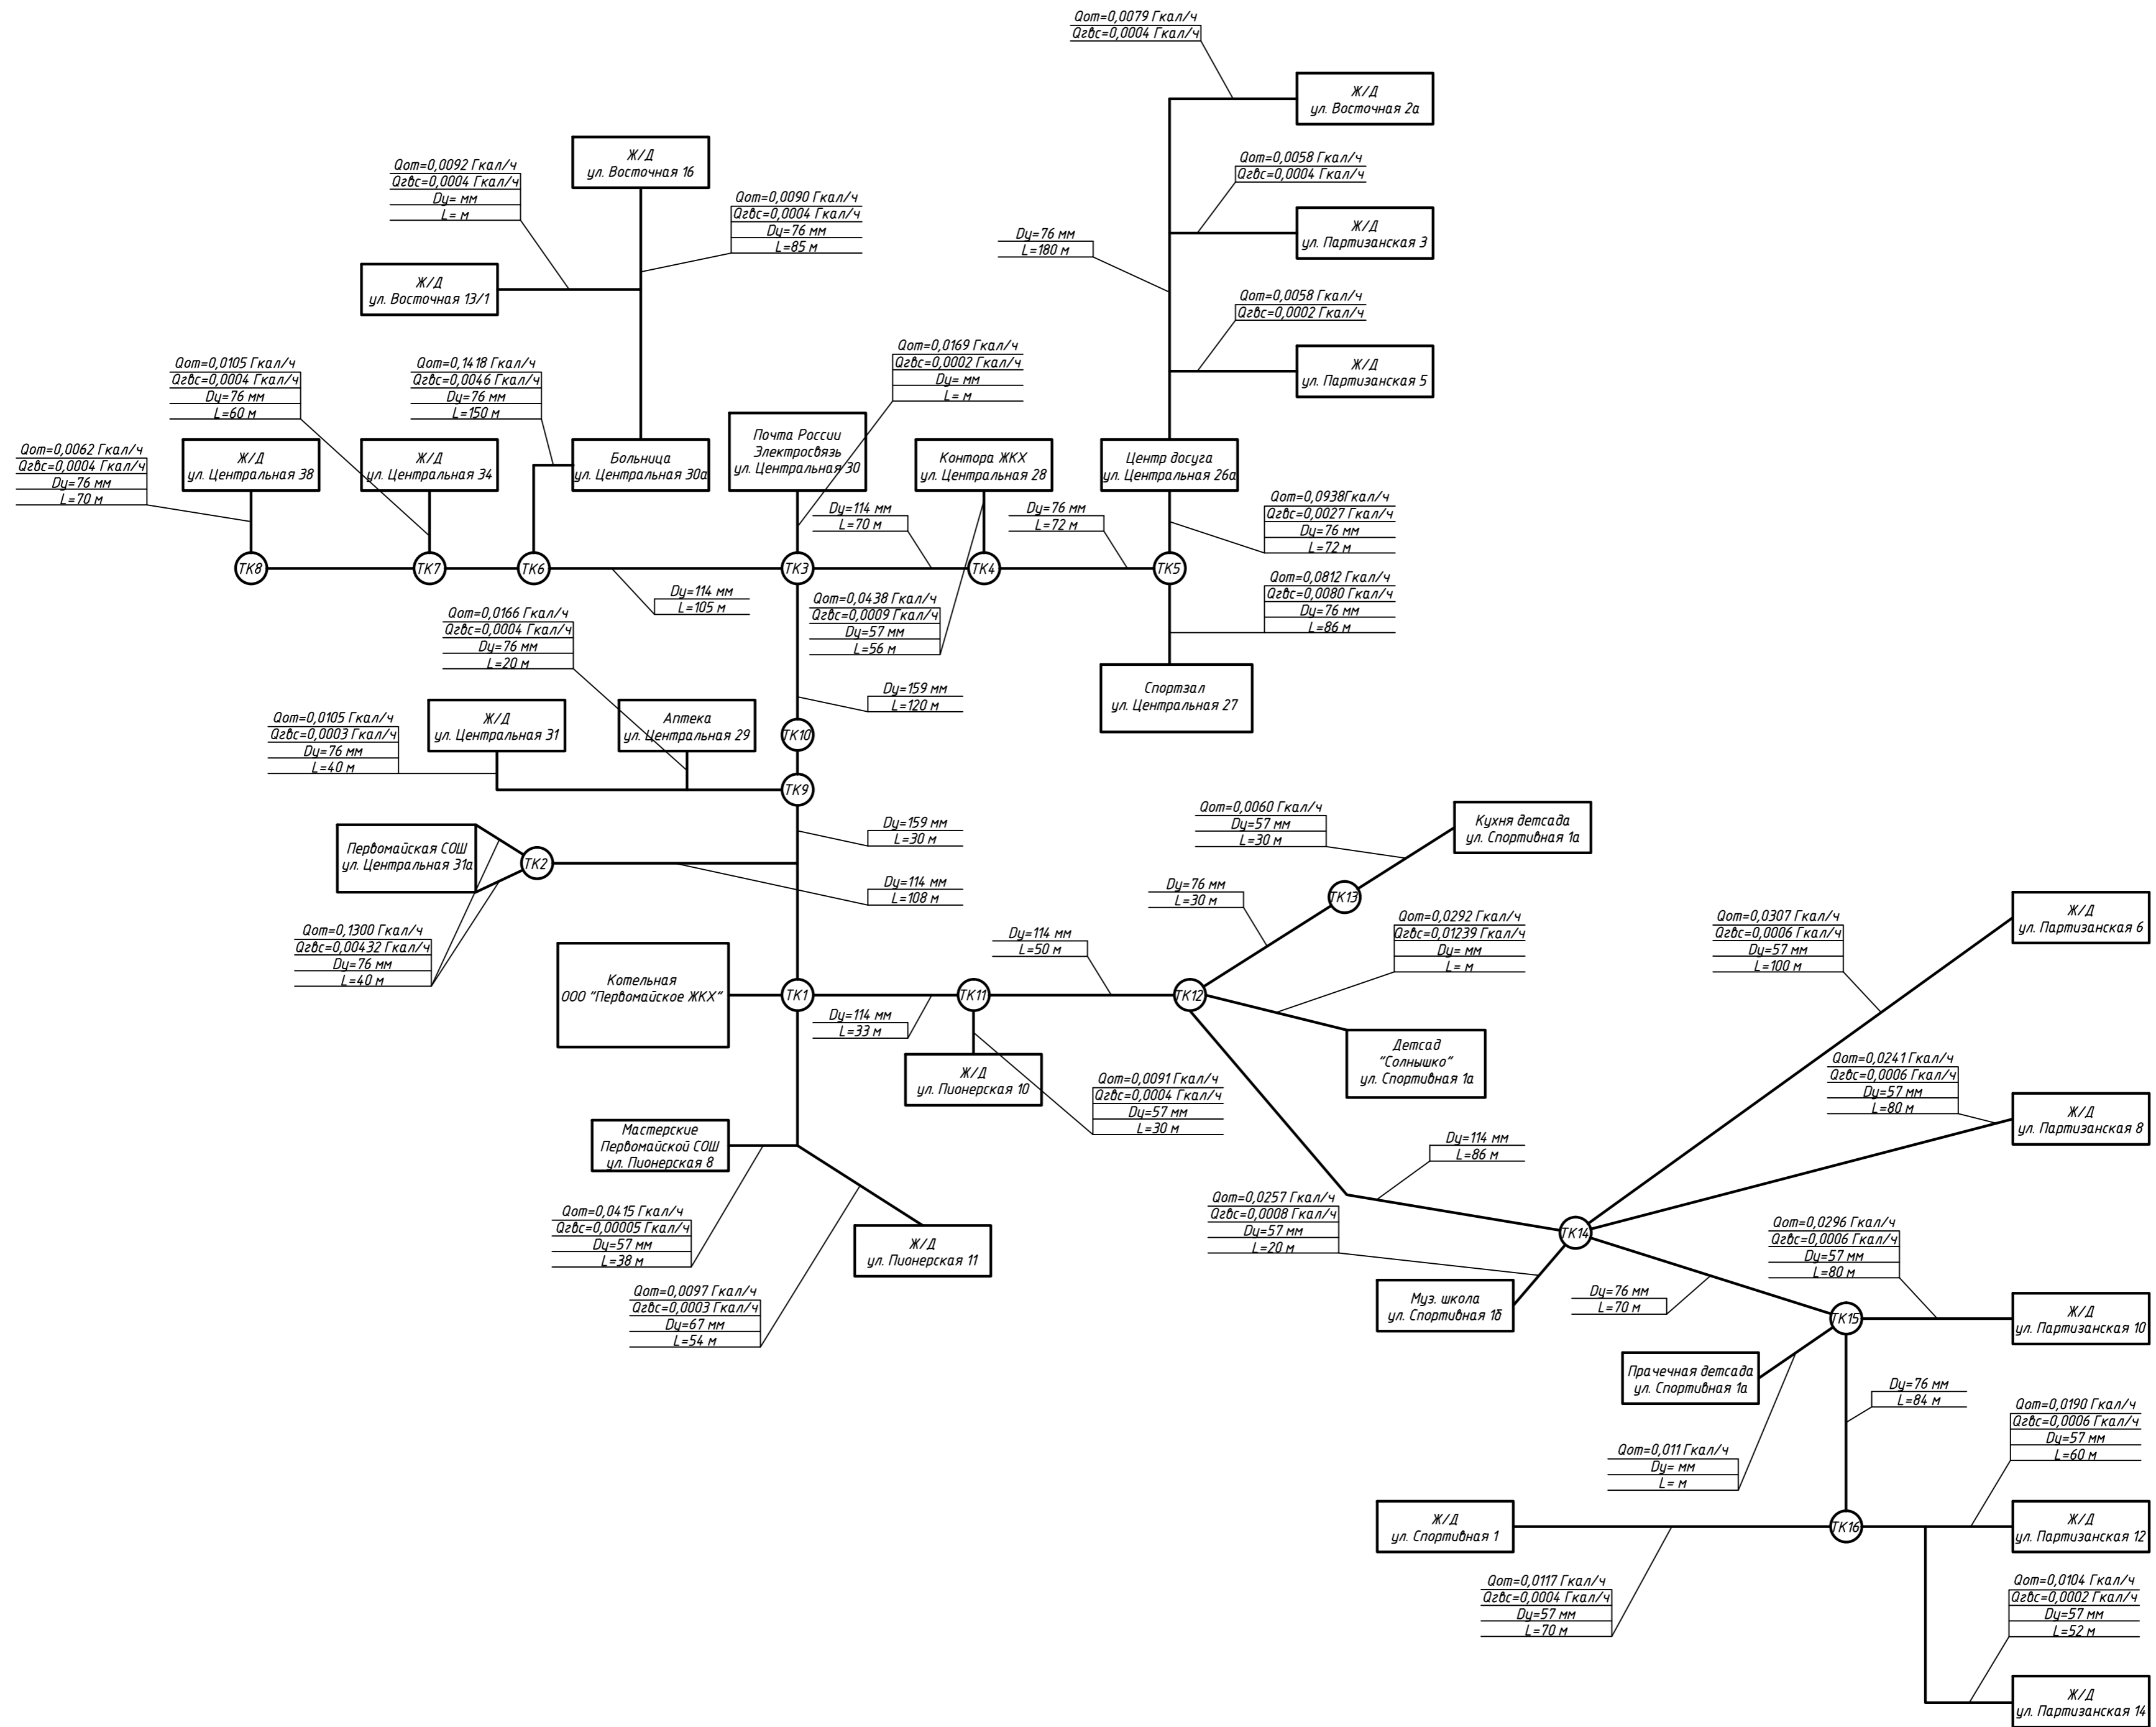 Qот=0,0079 Гкал/ч
Qгвс=0,0004 Гкал/ч
Ж/Д
ул. Восточная 2а
Ж/Д
ул. Восточная 16
Qот=0,0092 Гкал/ч
Qгвс=0,0004 Гкал/ч
Dу= мм
L= м
Qот=0,0090 Гкал/ч
Qгвс=0,0004 Гкал/ч
Dу=76 мм
L=85 м
Qот=0,0058 Гкал/ч
Qгвс=0,0004 Гкал/ч
Ж/Д
ул. Партизанская 3
Dу=76 мм
L=180 м
Ж/Д
ул. Восточная 13/1
Qот=0,0058 Гкал/ч
Qгвс=0,0002 Гкал/ч
Ж/Д
ул. Партизанская 5
Qот=0,0105 Гкал/ч
Qгвс=0,0004 Гкал/ч
Dу=76 мм
L=60 м
Qот=0,1418 Гкал/ч
Qгвс=0,0046 Гкал/ч
Dу=76 мм
L=150 м
Qот=0,0169 Гкал/ч
Qгвс=0,0002 Гкал/ч
Dу= мм
L= м
Qот=0,0062 Гкал/ч
Qгвс=0,0004 Гкал/ч
Dу=76 мм
L=70 м
Ж/Д
ул. Центральная 38
Ж/Д
ул. Центральная 34
Больница
ул. Центральная 30а
Почта России
Электросвязь
ул. Центральная 30
Контора ЖКХ
ул. Центральная 28
Центр досуга
ул. Центральная 26а
Dу=114 мм
L=70 м
Dу=76 мм
L=72 м
Qот=0,0938Гкал/ч
Qгвс=0,0027 Гкал/ч
Dу=76 мм
L=72 м
ТК8
ТК7
ТК6
ТК3
ТК4
ТК5
Dу=114 мм
L=105 м
Qот=0,0438 Гкал/ч
Qгвс=0,0009 Гкал/ч
Dу=57 мм
L=56 м
Qот=0,0812 Гкал/ч
Qгвс=0,0080 Гкал/ч
Dу=76 мм
L=86 м
Qот=0,0166 Гкал/ч
Qгвс=0,0004 Гкал/ч
Dу=76 мм
L=20 м
Спортзал
ул. Центральная 27
Dу=159 мм
L=120 м
Qот=0,0105 Гкал/ч
Qгвс=0,0003 Гкал/ч
Dу=76 мм
L=40 м
Ж/Д
ул. Центральная 31
Аптека
ул. Центральная 29
ТК10
ТК9
Dу=159 мм
L=30 м
Первомайская СОШ
ул. Центральная 31а
ТК2
Dу=114 мм
L=108 м
Qот=0,1300 Гкал/ч
Qгвс=0,00432 Гкал/ч
Dу=76 мм
L=40 м
Qот=0,0060 Гкал/ч
Dу=57 мм
L=30 м
Кухня детсада
ул. Спортивная 1а
Dу=76 мм
L=30 м
ТК13
Qот=0,0292 Гкал/ч
Qгвс=0,01239 Гкал/ч
Dу= мм
L= м
Qот=0,0307 Гкал/ч
Qгвс=0,0006 Гкал/ч
Dу=57 мм
L=100 м
Ж/Д
ул. Партизанская 6
Котельная
ООО "Первомайское ЖКХ"
ТК1
Dу=114 мм
L=33 м
ТК11
Dу=114 мм
L=50 м
ТК12
Детсад
"Солнышко"
ул. Спортивная 1а
Ж/Д
ул. Пионерская 10
Qот=0,0091 Гкал/ч
Qгвс=0,0004 Гкал/ч
Dу=57 мм
L=30 м
Qот=0,0241 Гкал/ч
Qгвс=0,0006 Гкал/ч
Dу=57 мм
L=80 м
Ж/Д
ул. Партизанская 8
Мастерские
Первомайской СОШ
ул. Пионерская 8
Dу=114 мм
L=86 м
Qот=0,0415 Гкал/ч
Qгвс=0,00005 Гкал/ч
Dу=57 мм
L=38 м
Ж/Д
ул. Пионерская 11
Qот=0,0257 Гкал/ч
Qгвс=0,0008 Гкал/ч
Dу=57 мм
L=20 м
ТК14
Qот=0,0296 Гкал/ч
Qгвс=0,0006 Гкал/ч
Dу=57 мм
L=80 м
Qот=0,0097 Гкал/ч
Qгвс=0,0003 Гкал/ч
Dу=67 мм
L=54 м
Муз. школа
ул. Спортивная 1б
Dу=76 мм
L=70 м
ТК15
Ж/Д
ул. Партизанская 10
Прачечная детсада
ул. Спортивная 1а
Dу=76 мм
L=84 м
Qот=0,0190 Гкал/ч
Qгвс=0,0006 Гкал/ч
Dу=57 мм
L=60 м
Qот=0,011 Гкал/ч
Dу= мм
L= м
Ж/Д
ул. Спортивная 1
ТК16
Ж/Д
ул. Партизанская 12
Qот=0,0117 Гкал/ч
Qгвс=0,0004 Гкал/ч
Dу=57 мм
L=70 м
Qот=0,0104 Гкал/ч
Qгвс=0,0002 Гкал/ч
Dу=57 мм
L=52 м
Ж/Д
ул. Партизанская 14